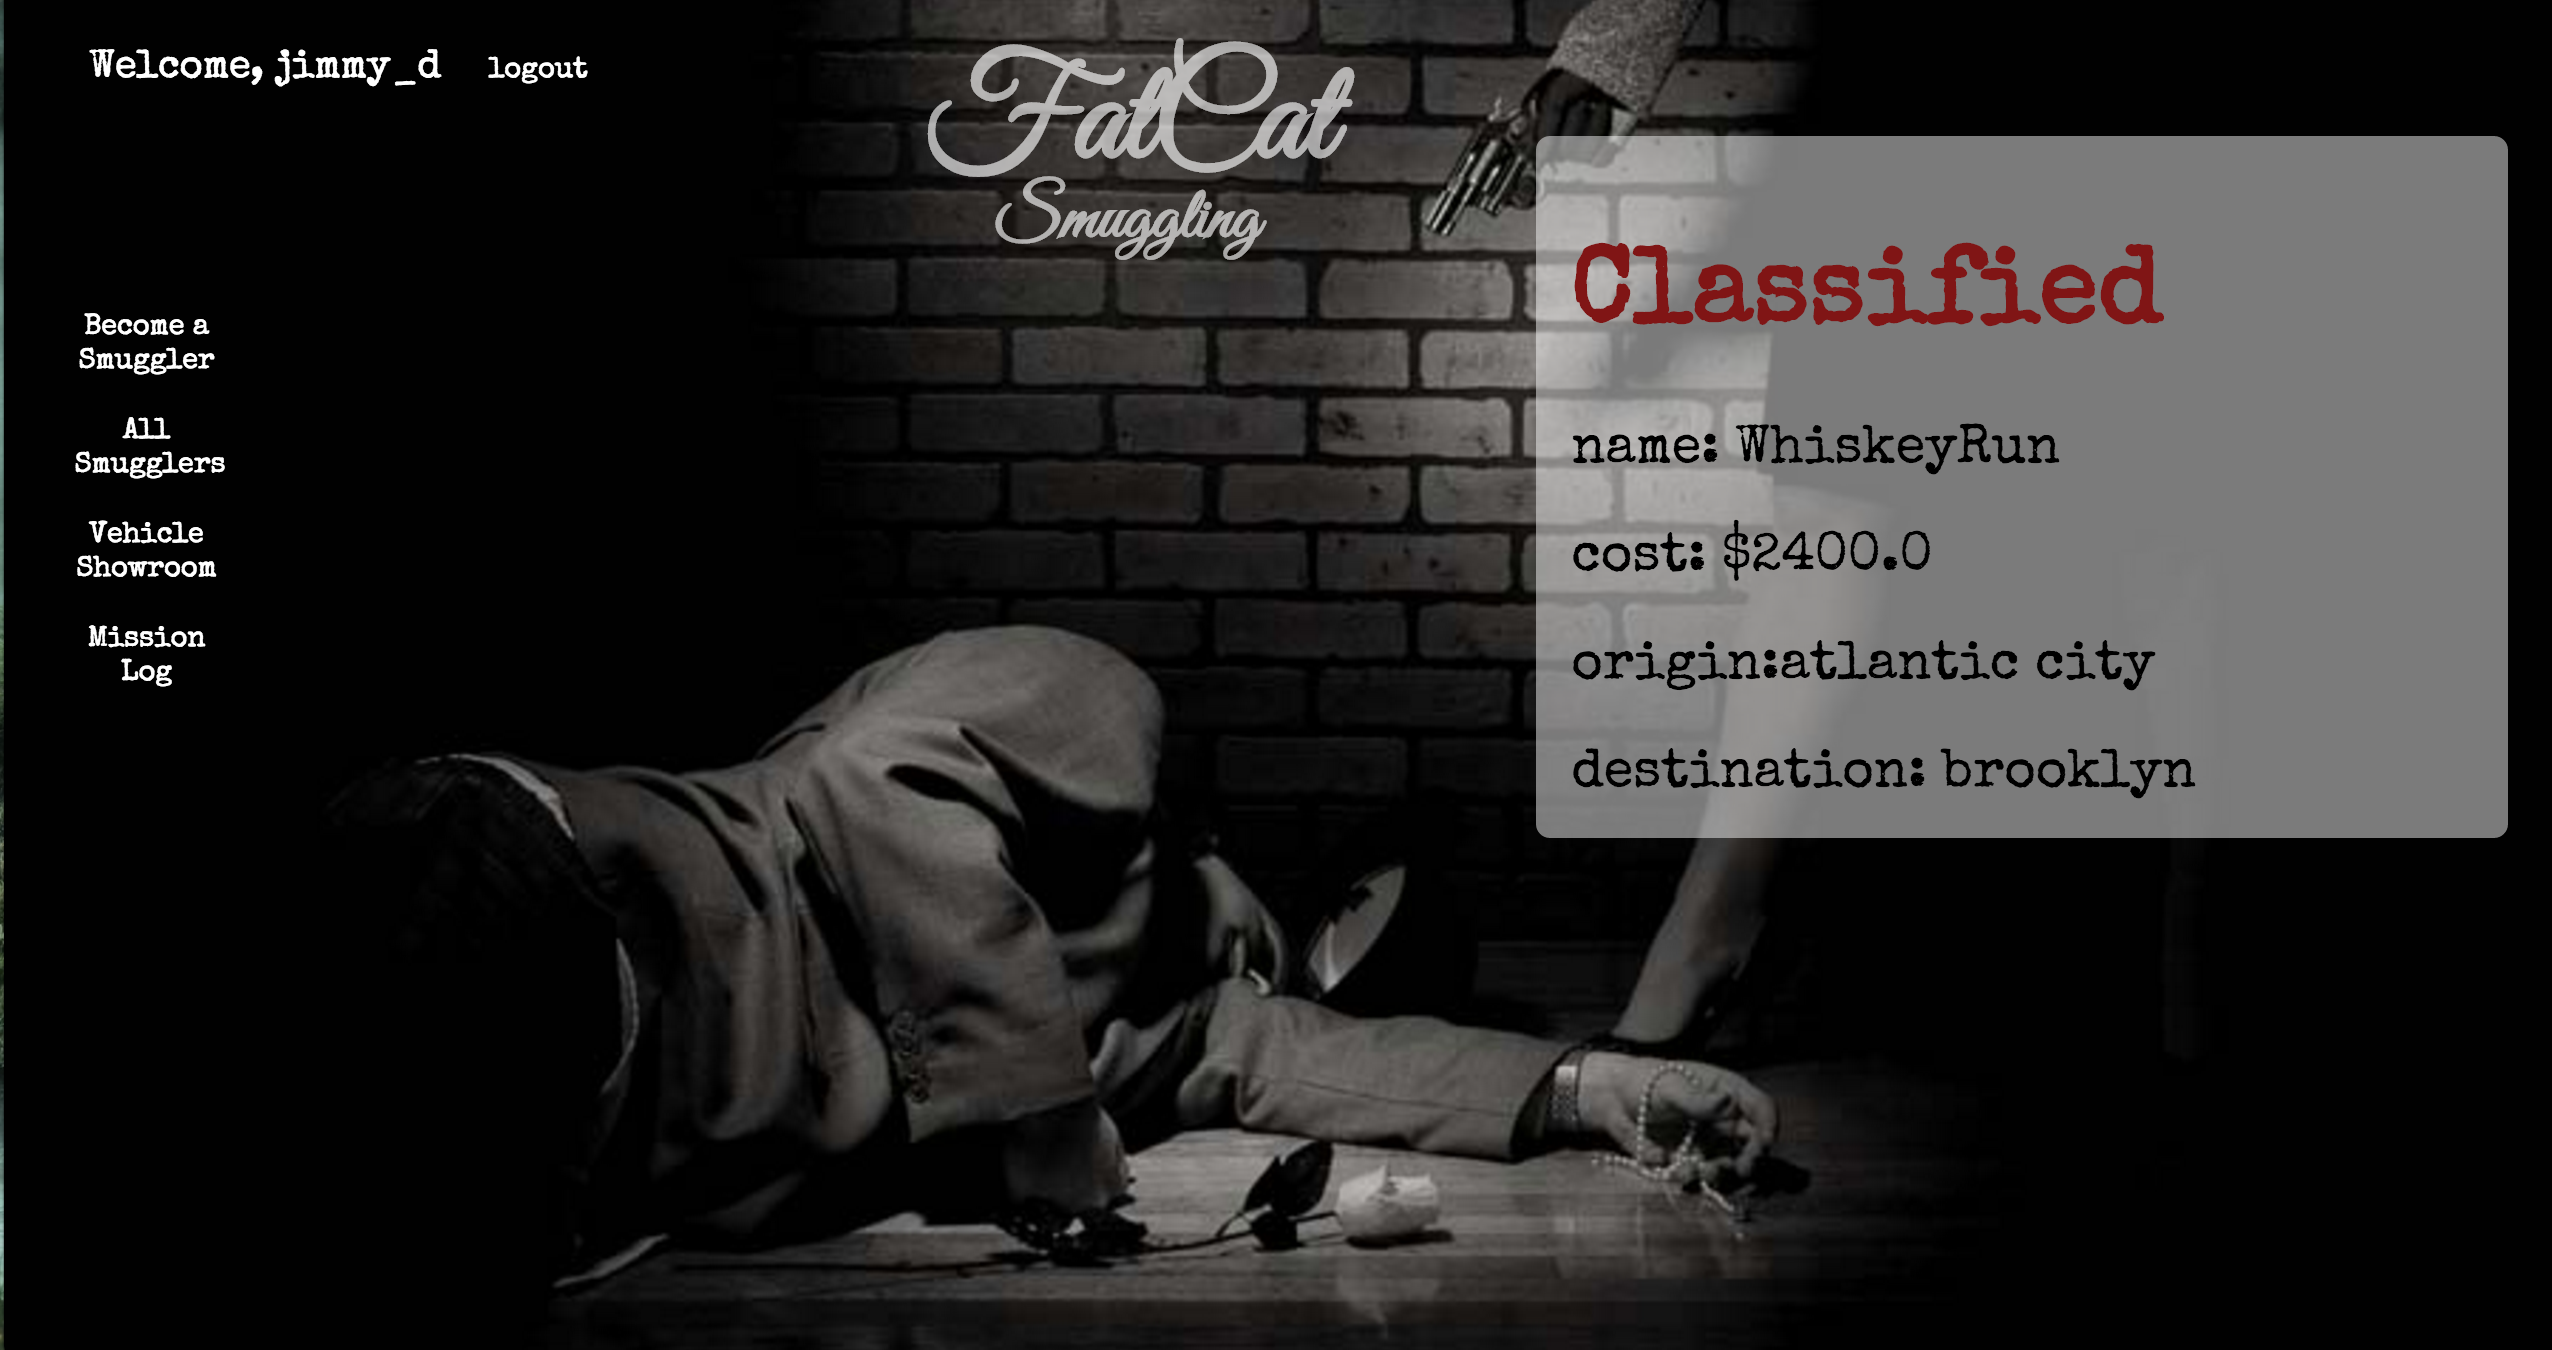 Welcome, jimmy_d logout
FatCat
Smuggling
Become a
Smuggler
All
Smugglers
Vehicle
Showroom
Mission
Log
Classified
name: WhiskeyRun
cost: $2400.0
origin:atlantic city
destination: brooklyn